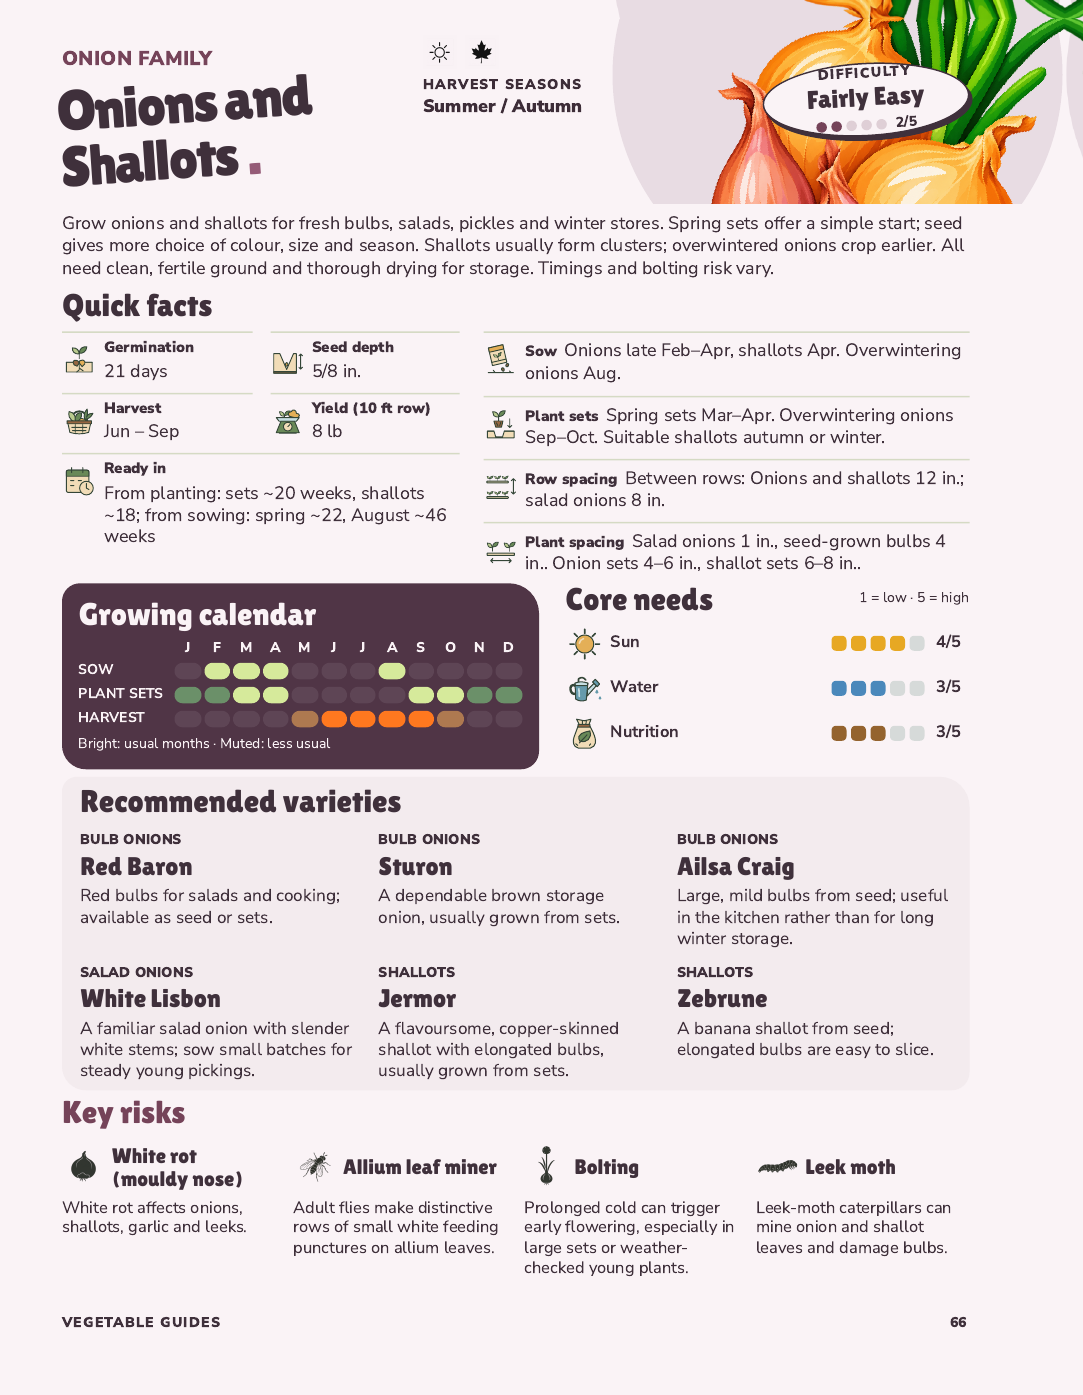 ONION FAMILY
Onions and
Shallots .
HARVEST SEASONS
Summer / Autumn
DIFFICULTY
Fairly Easy
2/5
Grow onions and shallots for fresh bulbs, salads, pickles and winter stores. Spring sets offer a simple start; seed
gives more choice of colour, size and season. Shallots usually form clusters; overwintered onions crop earlier. All
need clean, fertile ground and thorough drying for storage. Timings and bolting risk vary.
Quick facts
Germination
21 days
Seed depth
5/8 in.
Harvest
Jun – Sep
Yield (10 ft row)
8 lb
Ready in
From planting: sets ~20 weeks, shallots
~18; from sowing: spring ~22, August ~46
weeks
Sow Onions late Feb–Apr, shallots Apr. Overwintering
onions Aug.
Plant sets Spring sets Mar–Apr. Overwintering onions
Sep–Oct. Suitable shallots autumn or winter.
Row spacing Between rows: Onions and shallots 12 in.;
salad onions 8 in.
Plant spacing Salad onions 1 in., seed-grown bulbs 4
in.. Onion sets 4–6 in., shallot sets 6–8 in..
Growing calendar
J F M A M J J A S O N D
SOW
PLANT SETS
HARVEST
Bright: usual months · Muted: less usual
Core needs
1 = low · 5 = high
Sun 4/5
Water 3/5
Nutrition 3/5
Recommended varieties
BULB ONIONS
Red Baron
Red bulbs for salads and cooking;
available as seed or sets.
BULB ONIONS
Sturon
A dependable brown storage
onion, usually grown from sets.
BULB ONIONS
Ailsa Craig
Large, mild bulbs from seed; useful
in the kitchen rather than for long
winter storage.
SALAD ONIONS
White Lisbon
A familiar salad onion with slender
white stems; sow small batches for
steady young pickings.
SHALLOTS
Jermor
A flavoursome, copper-skinned
shallot with elongated bulbs,
usually grown from sets.
SHALLOTS
Zebrune
A banana shallot from seed;
elongated bulbs are easy to slice.
Key risks
White rot
(mouldy nose)
White rot affects onions,
shallots, garlic and leeks.
Allium leaf miner
Adult flies make distinctive
rows of small white feeding
punctures on allium leaves.
Bolting
Prolonged cold can trigger
early flowering, especially in
large sets or weather-
checked young plants.
Leek moth
Leek-moth caterpillars can
mine onion and shallot
leaves and damage bulbs.
VEGETABLE GUIDES
66